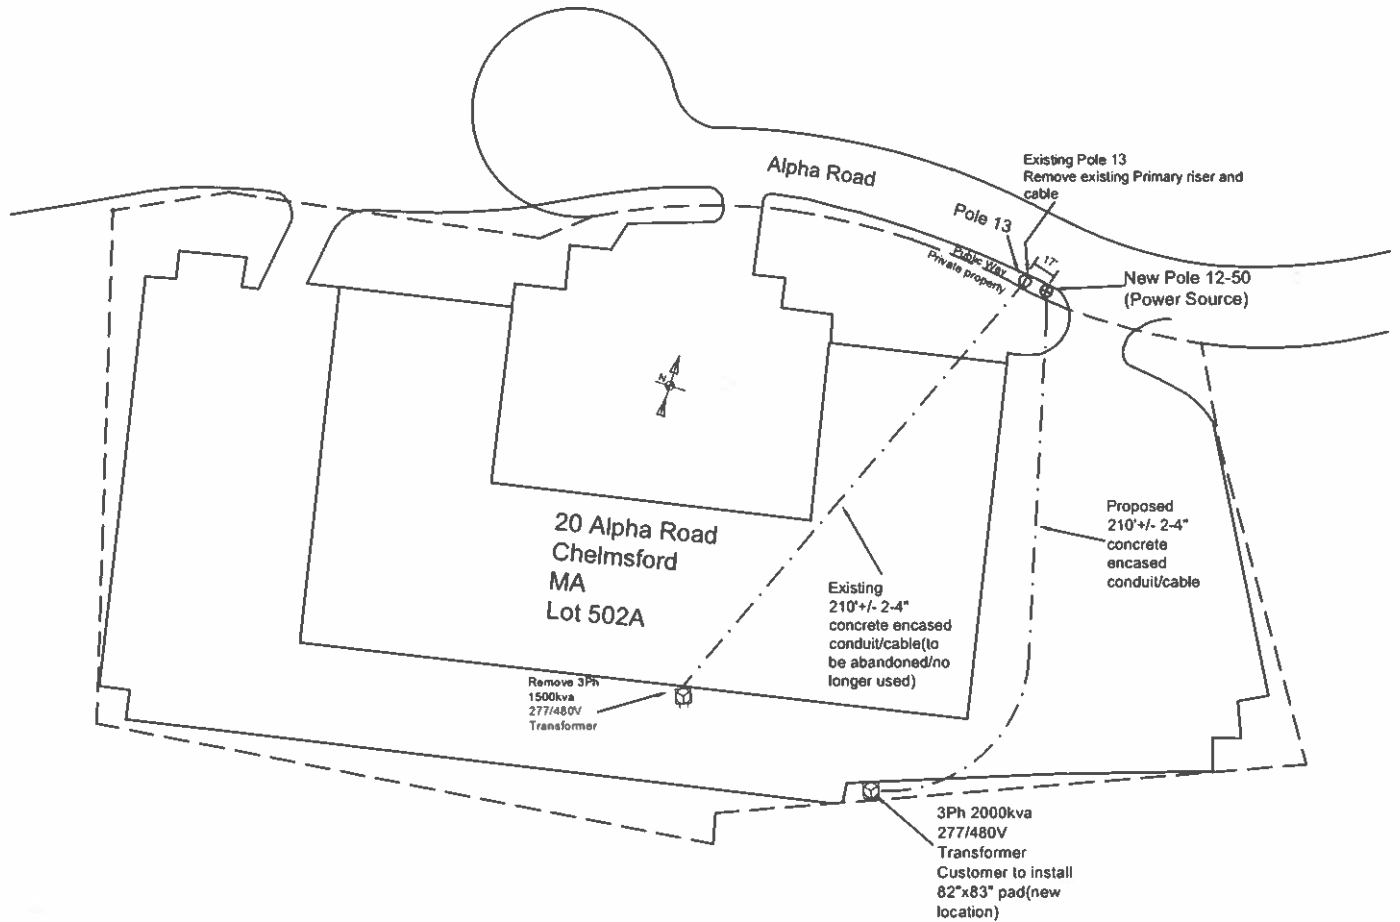 Alpha Road
Existing Pole 13
Remove existing Primary riser and
cable
Pole 13
Public Way
Private property
17'
New Pole 12-50
(Power Source)
N
20 Alpha Road
Chelmsford
MA
Lot 502A
Proposed
210'+/- 2-4"
concrete
encased
conduit/cable
Existing
210'+/- 2-4"
concrete encased
conduit/cable(to
be abandoned/no
longer used)
Remove 3Ph
1500kva
277/480V
Transformer
3Ph 2000kva
277/480V
Transformer
Customer to install
82"x83" pad(new
location)